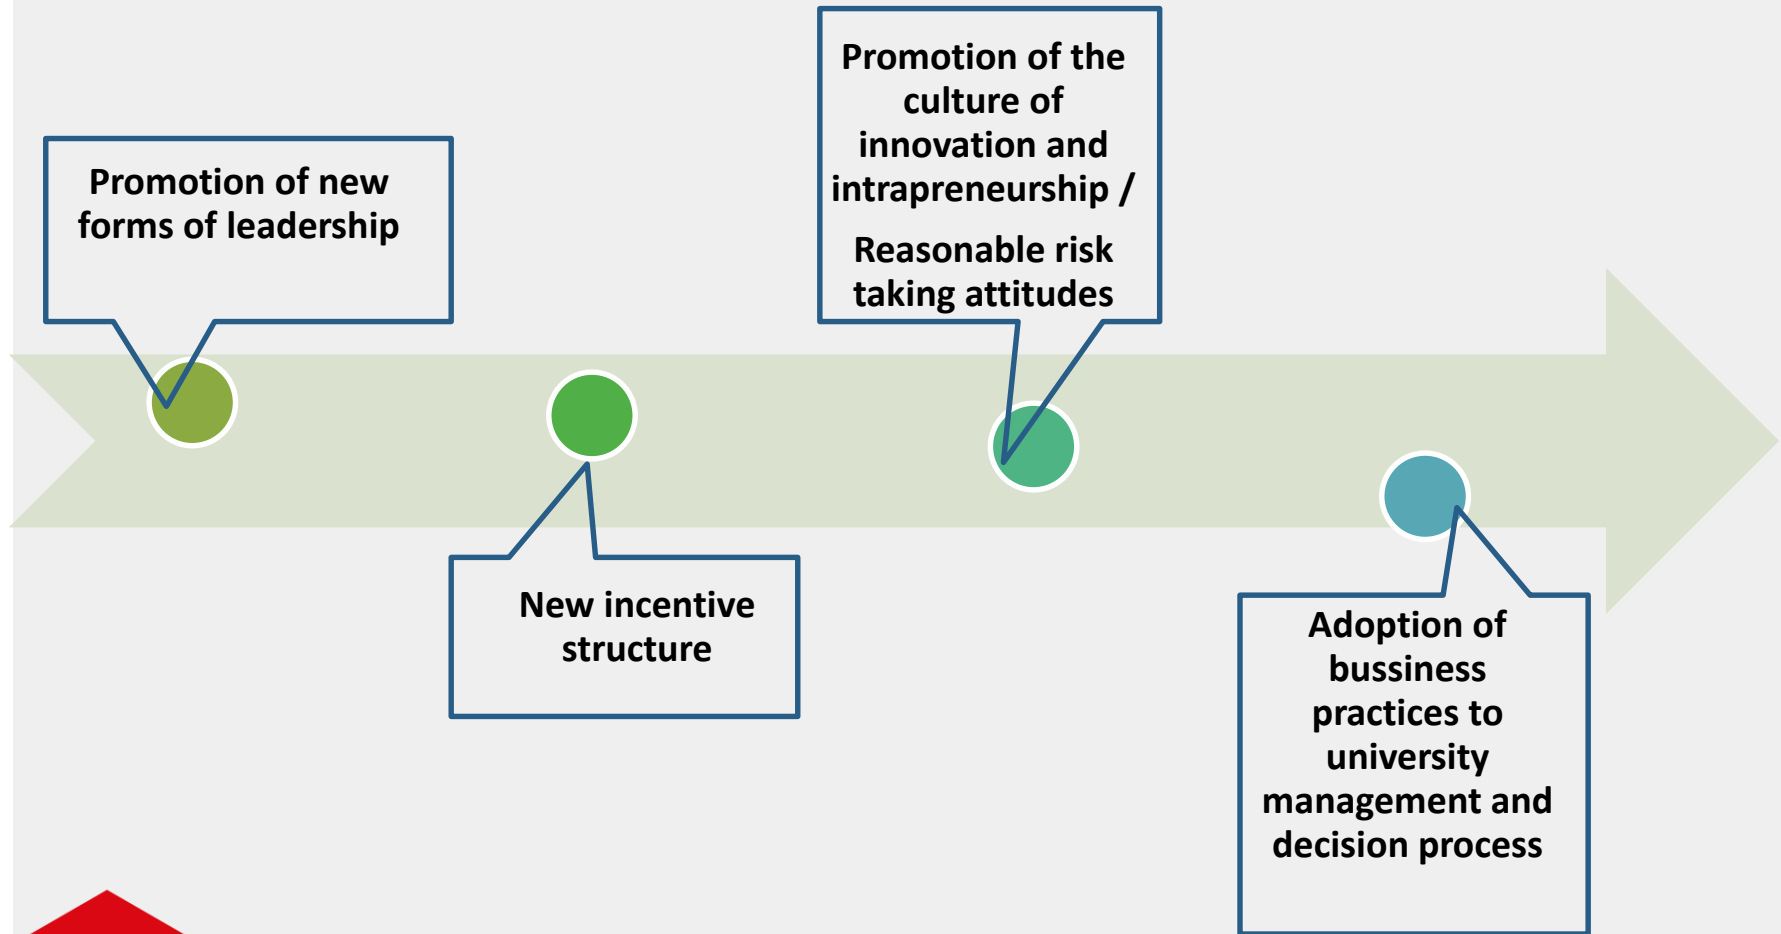 Promotion of new
forms of leadership
New incentive
structure
Promotion of the
culture of
innovation and
intrapreneurship /
Reasonable risk
taking attitudes
Adoption of
bussiness
practices to
university
management and
decision process